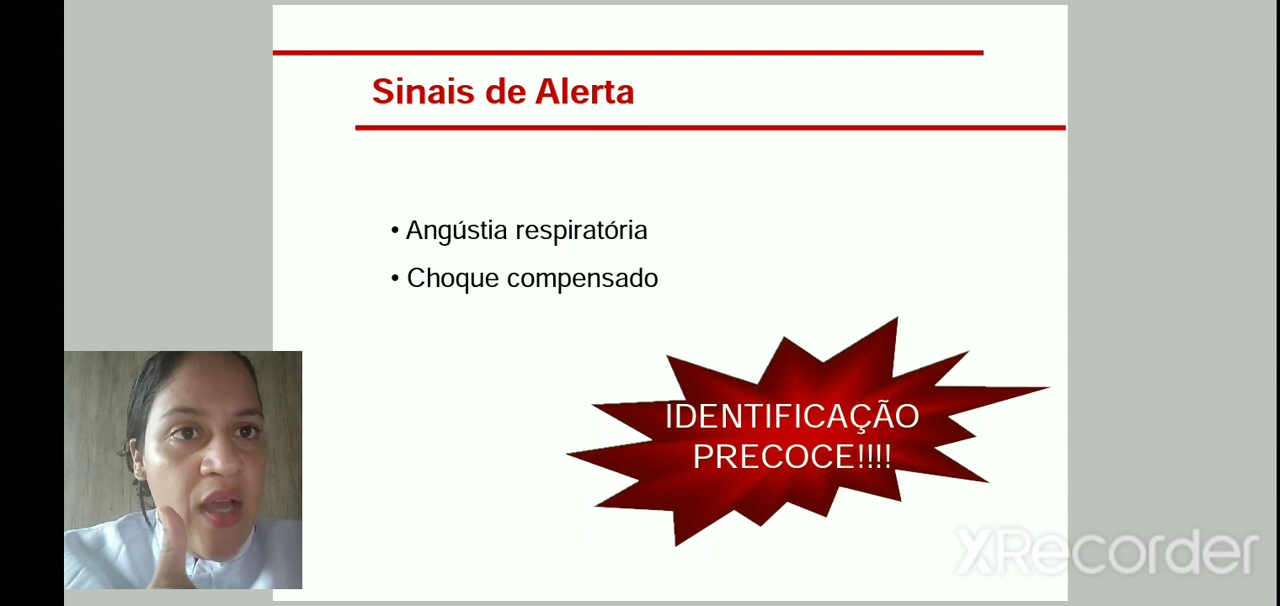 Sinais de Alerta
• Angústia respiratória
• Choque compensado
IDENTIFICAÇÃO
PRECOCE!!!!
XRecorder